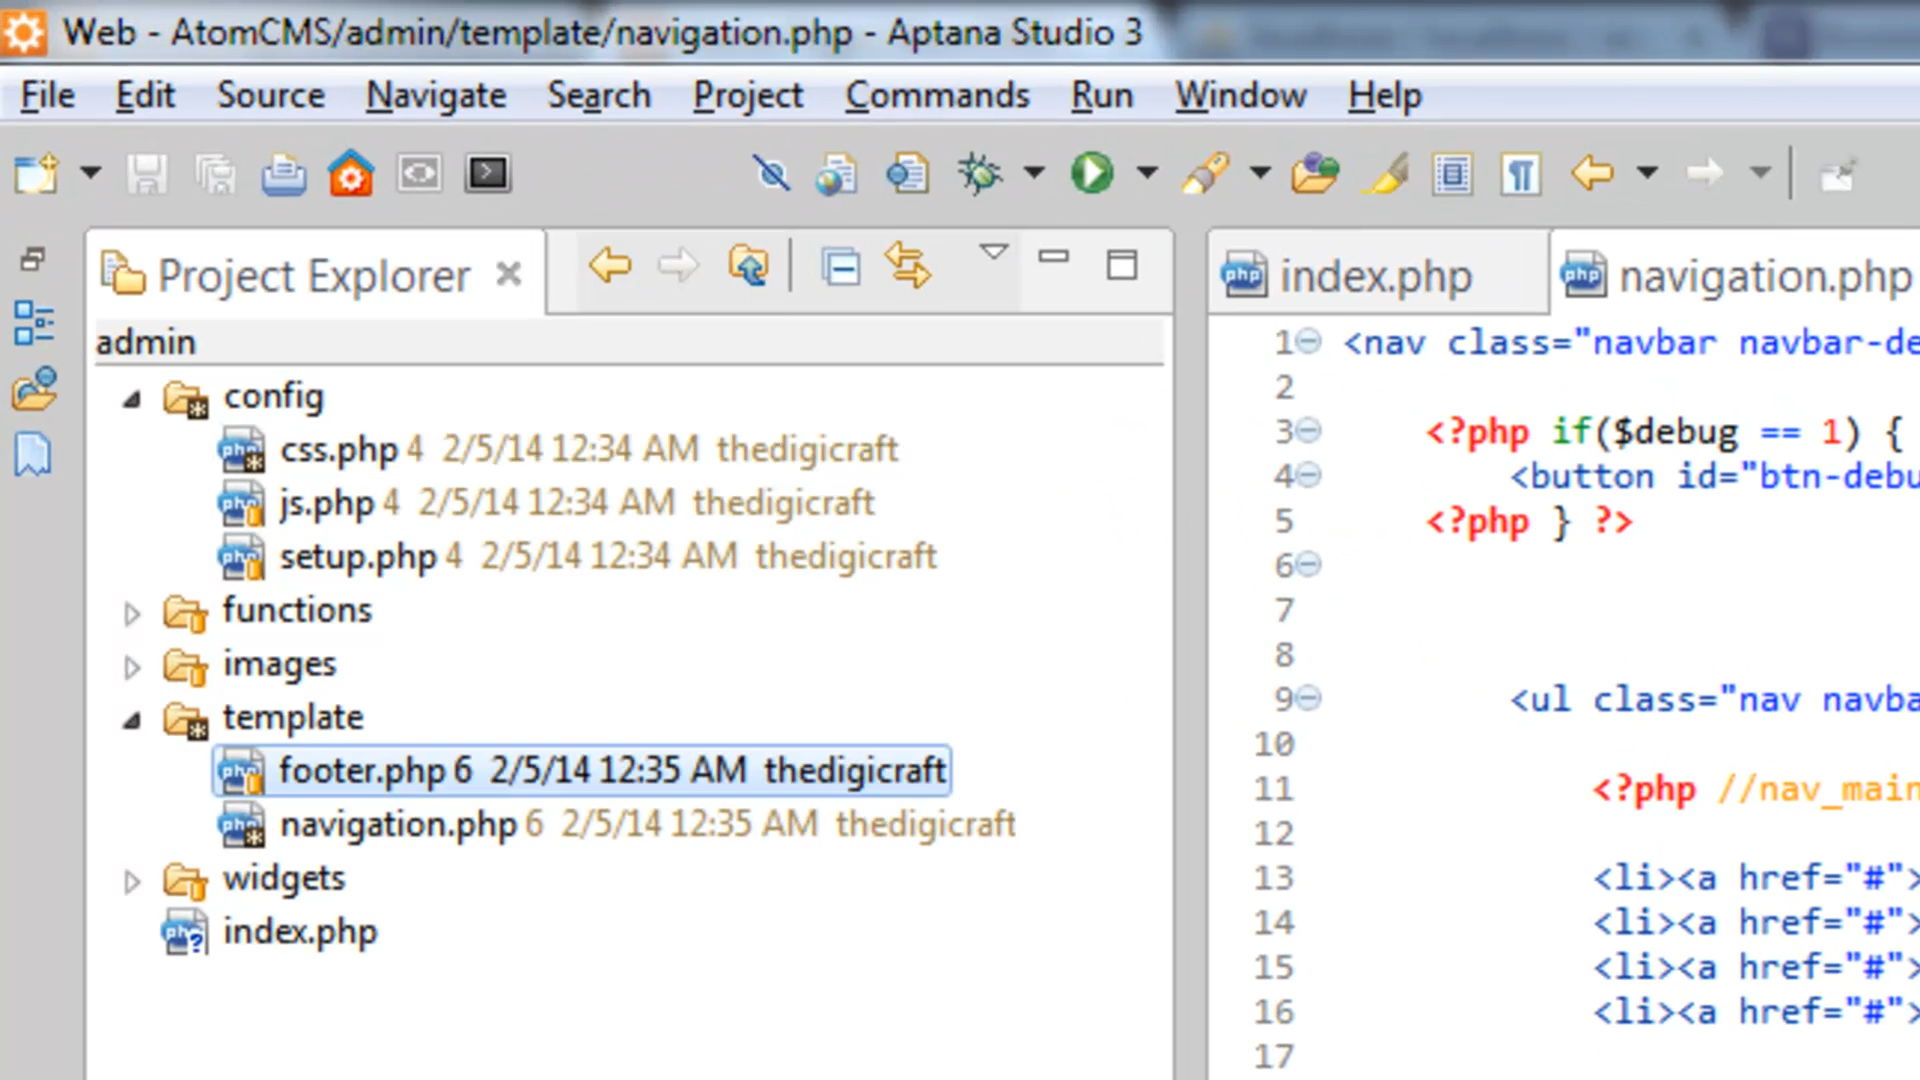 Web - AtomCMS/admin/template/navigation.php - Aptana Studio 3
File Edit Source Navigate Search Project Commands Run Window Help
Project Explorer
index.php
navigation.php
admin
config
css.php 4 2/5/14 12:34 AM thedigicraft
js.php 4 2/5/14 12:34 AM thedigicraft
setup.php 4 2/5/14 12:34 AM thedigicraft
functions
images
template
footer.php 6 2/5/14 12:35 AM thedigicraft
navigation.php 6 2/5/14 12:35 AM thedigicraft
widgets
index.php
1 <nav class="navbar navbar-de
2
3 <?php if($debug == 1) {
4 <button id="btn-debu
5 <?php } ?>
6
7
8
9 <ul class="nav navba
10
11 <?php //nav_main
12
13 <li><a href="#">
14 <li><a href="#">
15 <li><a href="#">
16 <li><a href="#">
17